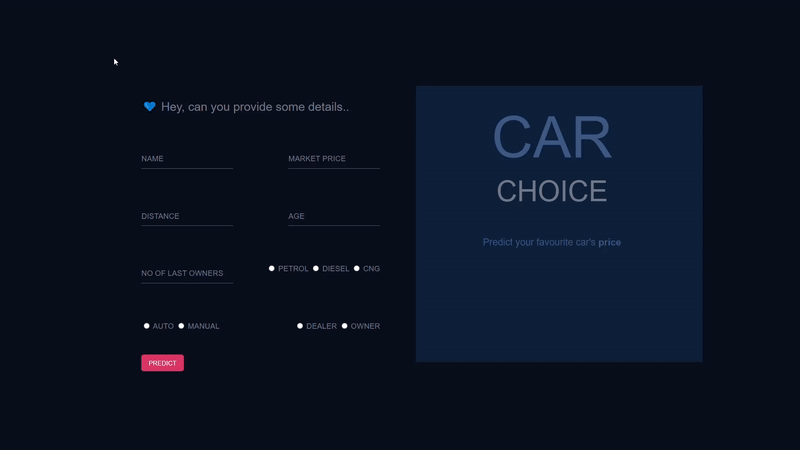 Hey, can you provide some details..
NAME
MARKET PRICE
DISTANCE
AGE
NO OF LAST OWNERS
PETROL DIESEL CNG
AUTO MANUAL
DEALER OWNER
PREDICT
CAR
CHOICE
Predict your favourite car's price